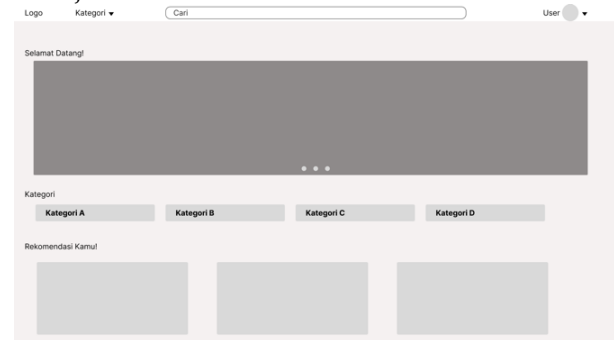 Logo Kategori Cari User
Selamat Datang!
Kategori
Kategori A Kategori B Kategori C Kategori D
Rekomendasi Kamu!